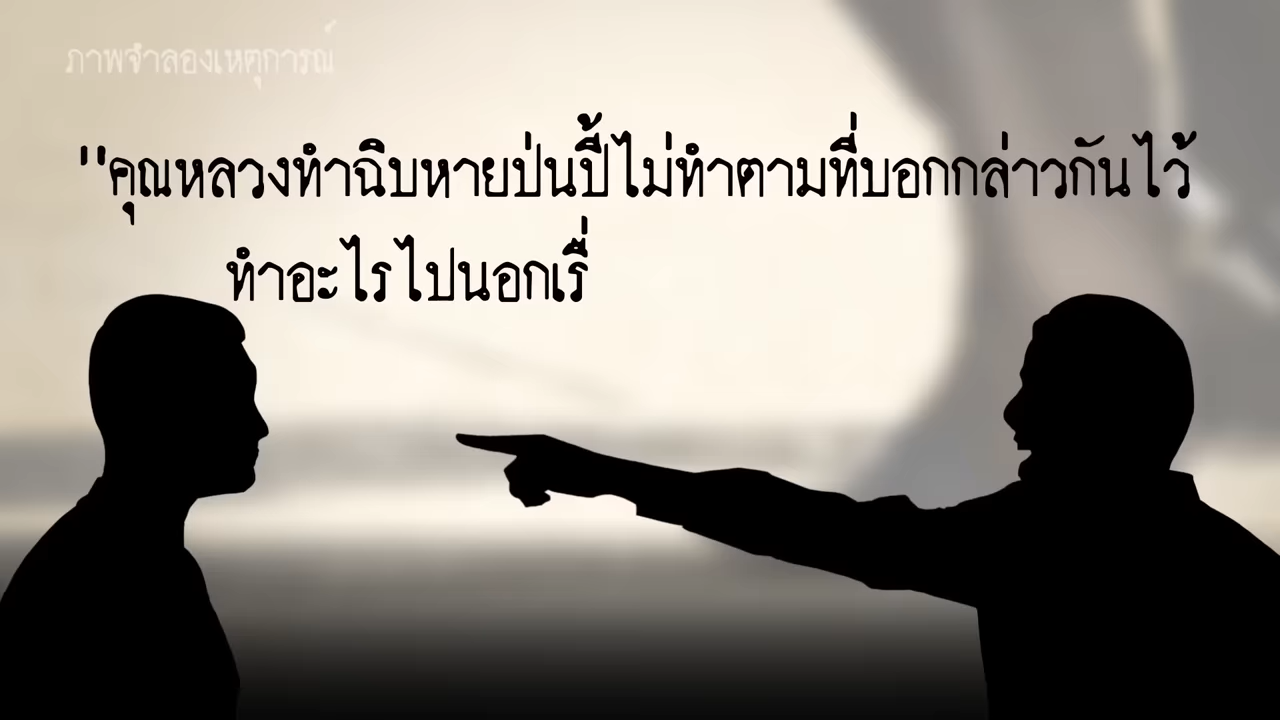 ภาพจำลองเหตุการณ์
"คุณหลวงทำฉิบหายป่นปี้ไม่ทำตามที่บอกกล่าวกันไว้
ทำอะไรไปนอกเรื่